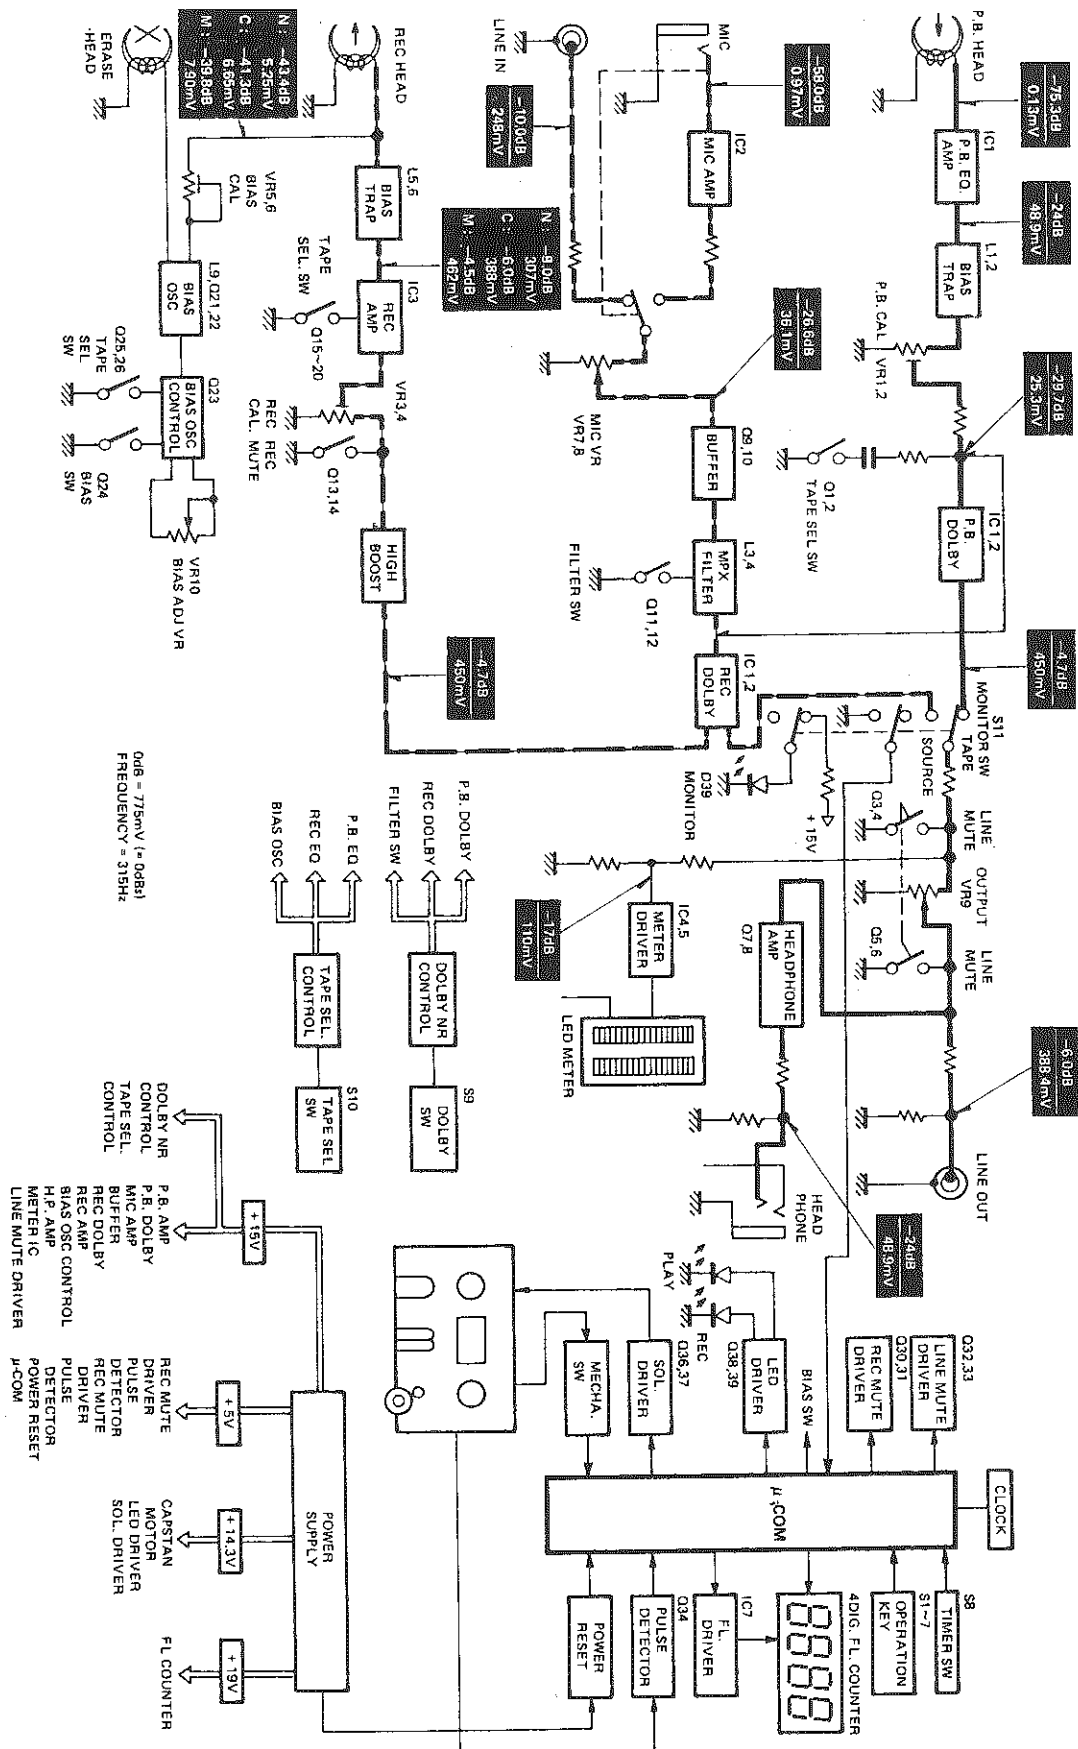 P.B. HEAD
-75.3dB
0.13mV
IC1
P.B. EQ.
AMP
-24dB
48.9mV
L1,2
BIAS
TRAP
P.B. CAL
VR1,2
-29.7dB
25.3mV
Q1,2
TAPE SEL SW
IC1,2
P.B.
DOLBY
-4.7dB
450mV
S11
MONITOR SW
TAPE
SOURCE
LINE
MUTE
Q3,4
OUTPUT
VR9
LINE
MUTE
Q5,6
-6.0dB
388.4mV
LINE OUT
+15V
D39
MONITOR
MIC
-58.0dB
0.97mV
IC2
MIC AMP
LINE IN
-10.0dB
248mV
MIC VR
VR7,8
-26.6dB
36.1mV
Q9,10
BUFFER
L3,4
MPX
FILTER
Q11,12
FILTER SW
IC1,2
REC
DOLBY
-17dB
110mV
IC4,5
METER
DRIVER
LED METER
HEADPHONE
AMP
Q7,8
HEAD
PHONE
-24dB
48.9mV
REC HEAD
L5,6
BIAS
TRAP
N : -9.0dB
307mV
C : -6.0dB
388mV
M : -4.5dB
462mV
IC3
REC
AMP
TAPE
SEL. SW
Q15~20
VR3,4
REC
CAL.
REC
MUTE
Q13,14
HIGH
BOOST
-4.7dB
450mV
N : -43.4dB
5.25mV
C : -41.3dB
6.65mV
M : -39.8dB
7.90mV
ERASE
HEAD
VR5,6
BIAS
CAL
L9,Q21,22
BIAS
OSC
Q25,26
TAPE
SEL
SW
Q23
BIAS OSC
CONTROL
Q24
BIAS
SW
VR10
BIAS ADJ VR
0dB = 775mV (= 0dBs)
FREQUENCY = 315Hz
P.B. DOLBY
REC DOLBY
FILTER SW
DOLBY NR
CONTROL
S9
DOLBY
SW
P.B. EQ
REC EQ
BIAS OSC
TAPE SEL.
CONTROL
S10
TAPE SEL
SW
Q32,33
LINE MUTE
DRIVER
REC MUTE
DRIVER
Q30,31
BIAS SW
LED
DRIVER
Q38,39
PLAY
REC
SOL.
DRIVER
Q36,37
MECHA.
SW
μ-COM
CLOCK
S8
TIMER SW
S1~7
OPERATION
KEY
4DIG. FL. COUNTER
8888
IC7
FL.
DRIVER
Q34
PULSE
DETECTOR
POWER
RESET
POWER
SUPPLY
+15V
DOLBY NR
CONTROL
TAPE SEL.
CONTROL
P.B. AMP
P.B. DOLBY
MIC AMP
BUFFER
REC DOLBY
REC AMP
BIAS OSC CONTROL
H.P. AMP
METER IC
LINE MUTE DRIVER
+5V
REC MUTE
DRIVER
PULSE
DETECTOR
REC MUTE
DRIVER
PULSE
DETECTOR
POWER RESET
μ-COM
+14.3V
CAPSTAN
MOTOR
LED DRIVER
SOL. DRIVER
+19V
FL COUNTER